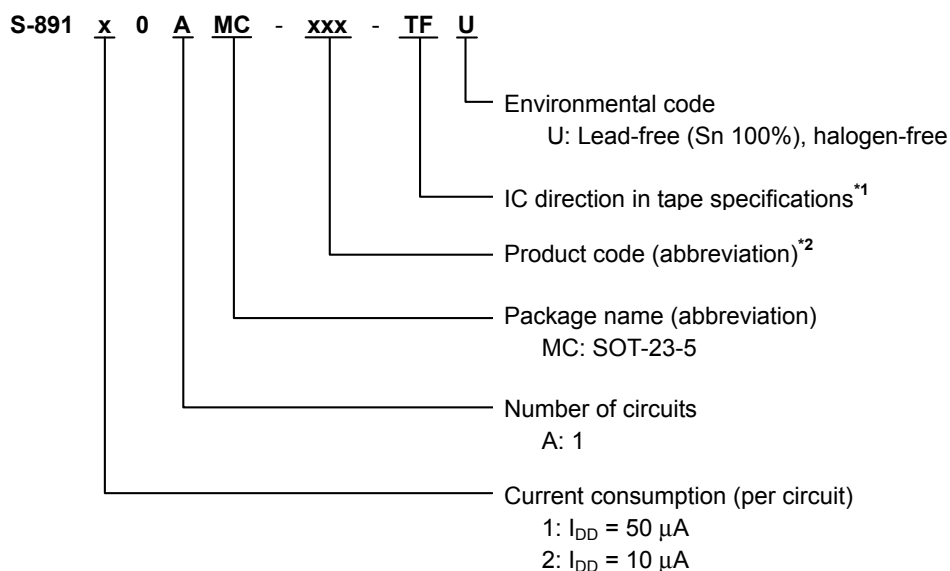 S-891 x 0 A MC - xxx - TF U
Environmental code
U: Lead-free (Sn 100%), halogen-free
IC direction in tape specifications*1
Product code (abbreviation)*2
Package name (abbreviation)
MC: SOT-23-5
Number of circuits
A: 1
Current consumption (per circuit)
1: IDD = 50 μA
2: IDD = 10 μA